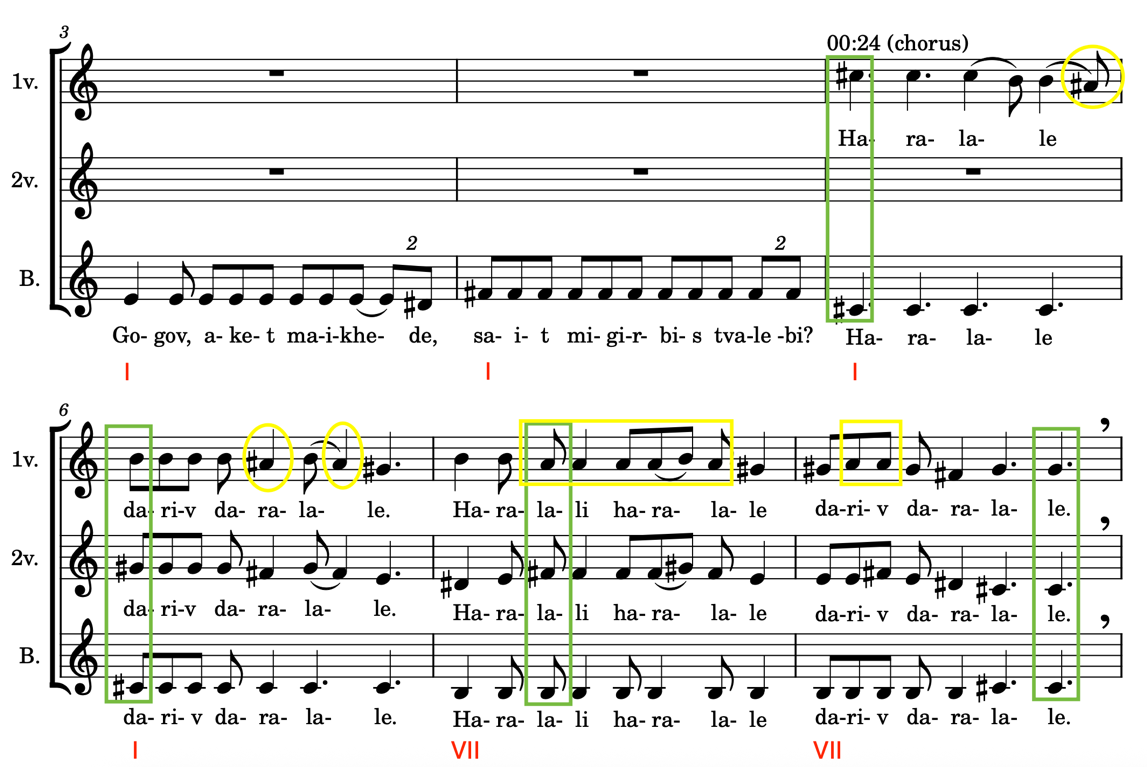 3
00:24 (chorus)
1v.
Ha- ra- la- le
2v.
2 2
B.
Go- gov, a- ke- t ma-i-khe- de, sa- i- t mi- gi-r- bi- s tva-le -bi? Ha- ra- la- le
I I I
6
1v.
da- ri-v da- ra- la- le. Ha- ra- la- li ha- ra- la- le da-ri- v da- ra- la- le.
2v.
da- ri-v da- ra- la- le. Ha- ra- la- li ha- ra- la- le da-ri- v da- ra- la- le.
B.
da- ri- v da- ra- la- le. Ha- ra- la- li ha- ra- la- le da-ri- v da- ra- la- le.
I VII VII